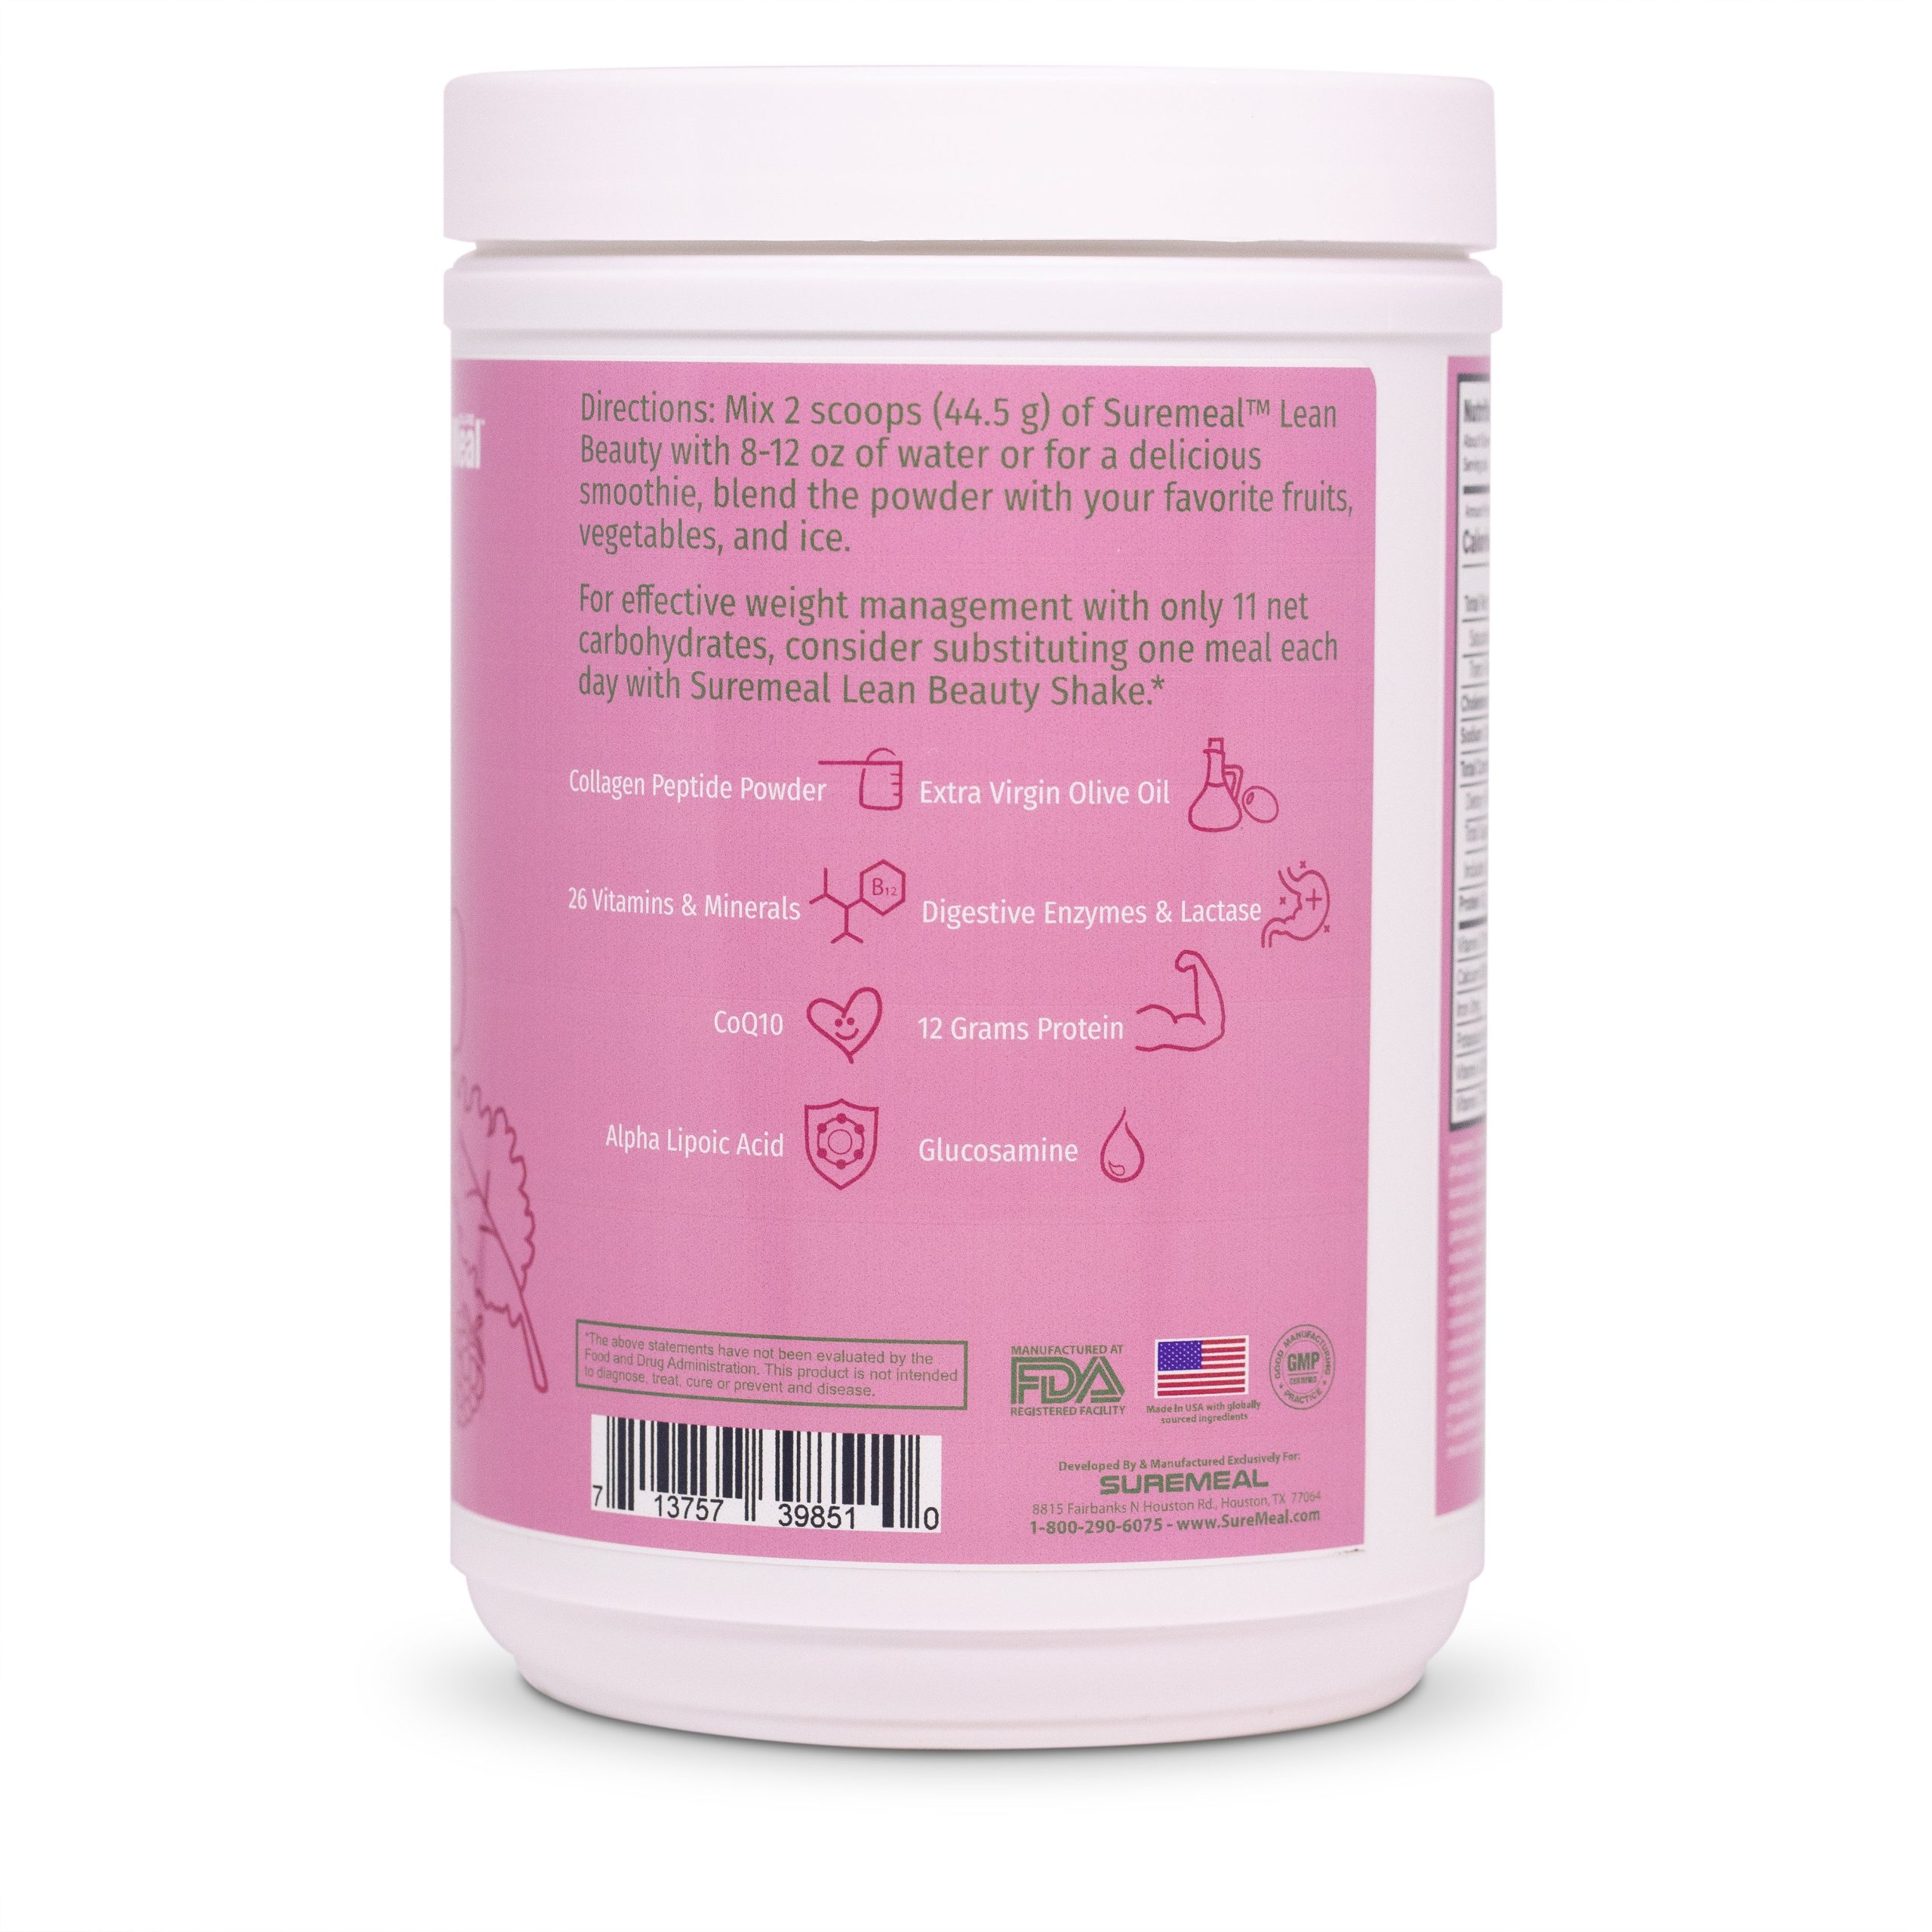 Directions: Mix 2 scoops (44.5 g) of Suremeal™ Lean
Beauty with 8-12 oz of water or for a delicious
smoothie, blend the powder with your favorite fruits,
vegetables, and ice.
For effective weight management with only 11 net
carbohydrates, consider substituting one meal each
day with Suremeal Lean Beauty Shake.*
Collagen Peptide Powder
Extra Virgin Olive Oil
26 Vitamins & Minerals
B12
Digestive Enzymes & Lactase
CoQ10
12 Grams Protein
Alpha Lipoic Acid
Glucosamine
*The above statements have not been evaluated by the
Food and Drug Administration. This product is not intended
to diagnose, treat, cure or prevent and disease.
MANUFACTURED AT
FDA
REGISTERED FACILITY
Made In USA with globally
sourced ingredients
GOOD MANUFACTURING
GMP
CERTIFIED
PRACTICE
7 13757 39851 0
Developed By & Manufactured Exclusively For:
SUREMEAL
8815 Fairbanks N Houston Rd., Houston, TX 77064
1-800-290-6075 - www.SureMeal.com